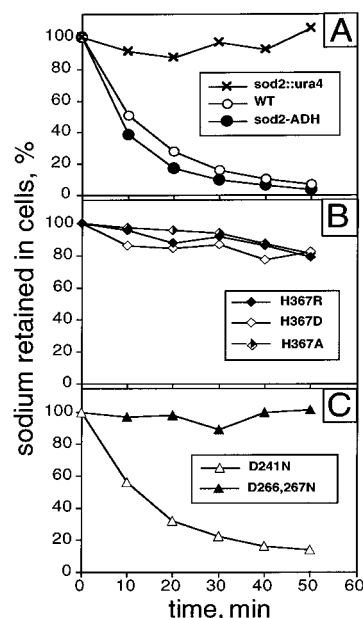 sodium retained in cells, %
A
100
80
60
40
20
0
sod2::ura4
WT
sod2-ADH
B
100
80
60
40
20
0
H367R
H367D
H367A
C
100
80
60
40
20
0
D241N
D266,267N
0 10 20 30 40 50 60
time, min